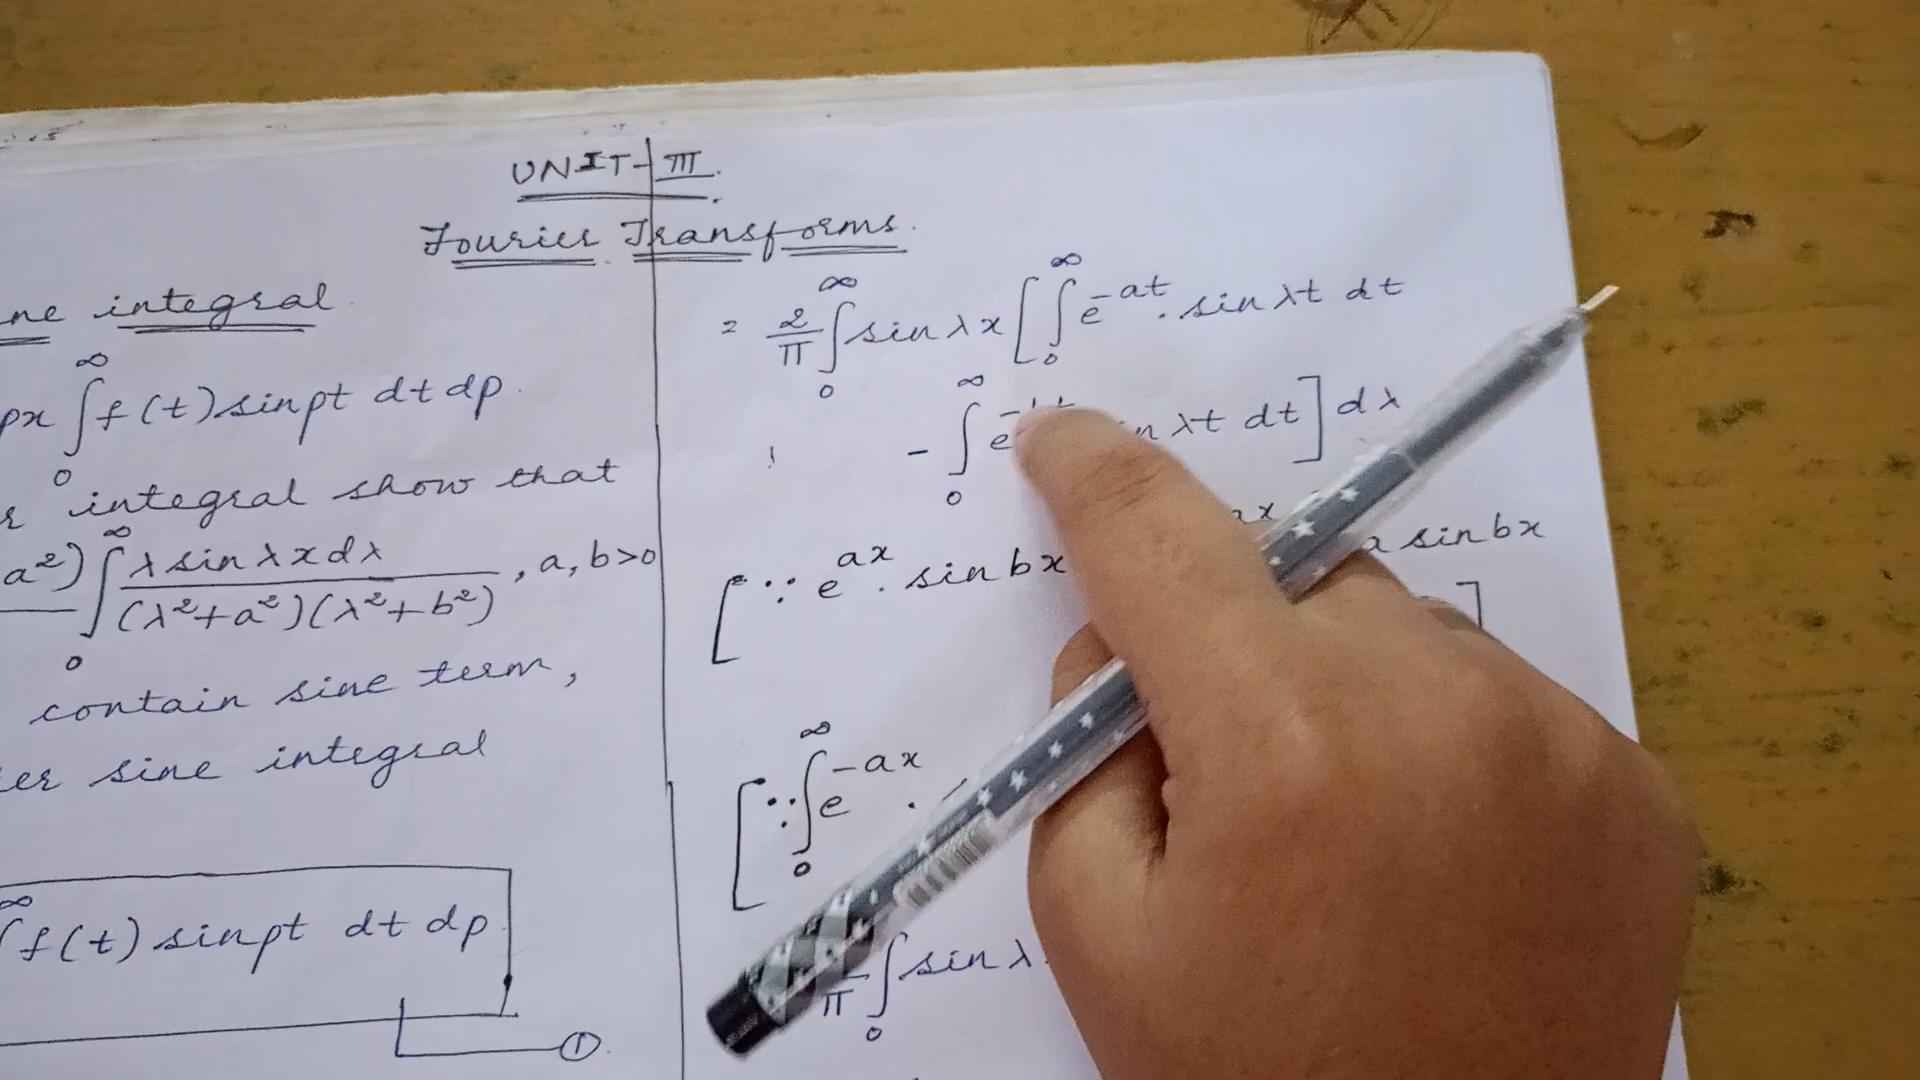 UNIT-III.
Fourier Transforms.
ne integral
px ∫₀^∞ f(t) sinpt dt dp
integral show that
a²) ∫₀^∞ λ sin λx dλ / (λ²+a²)(λ²+b²) , a, b>0
contain sine term,
er sine integral
∫^∞ f(t) sinpt dt dp
①
= 2/π ∫₀^∞ sin λx [ ∫₀^∞ e^-at . sin λt dt
- ∫₀^∞ e λt dt ] dλ
[ ∵ e^ax . sin bx a sin bx ]
[ ∵ ∫₀^∞ e^-ax .
π ∫₀ sin λ